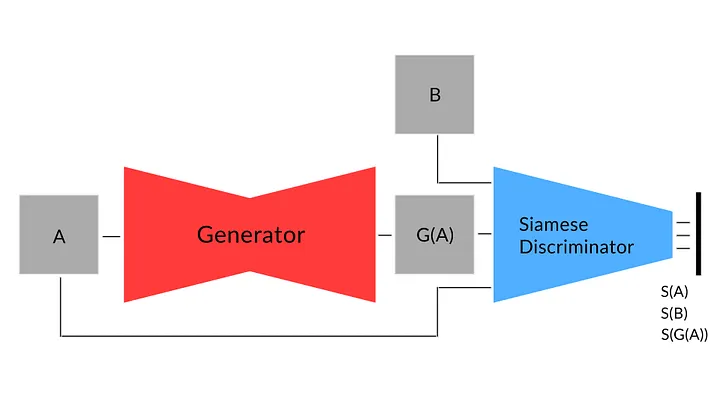 B
A
Generator
G(A)
Siamese
Discriminator
S(A)
S(B)
S(G(A))